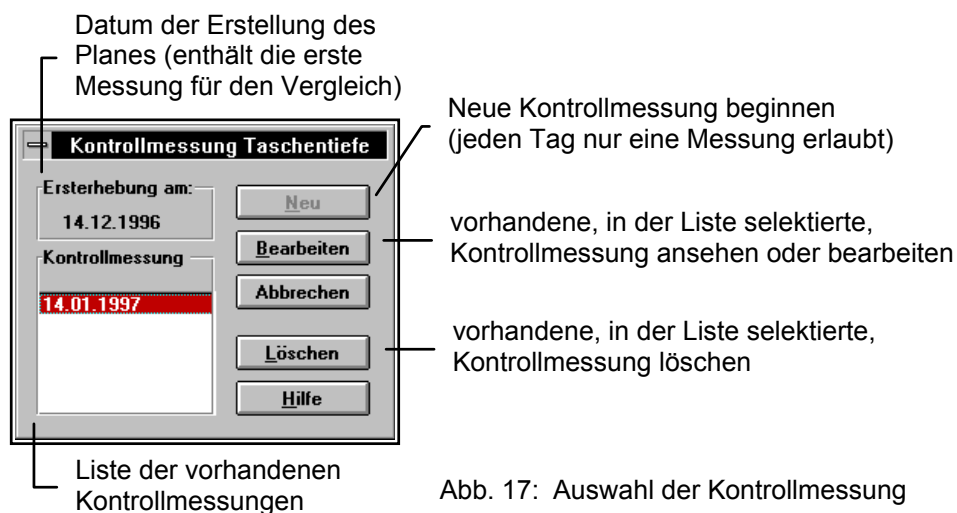 Datum der Erstellung des
Planes (enthält die erste
Messung für den Vergleich)
Neue Kontrollmessung beginnen
(jeden Tag nur eine Messung erlaubt)
Kontrollmessung Taschentiefe
Ersterhebung am:
14.12.1996
Neu
Bearbeiten
vorhandene, in der Liste selektierte,
Kontrollmessung ansehen oder bearbeiten
Kontrollmessung
14.01.1997
Abbrechen
Löschen
vorhandene, in der Liste selektierte,
Kontrollmessung löschen
Hilfe
Liste der vorhandenen
Kontrollmessungen
Abb. 17: Auswahl der Kontrollmessung